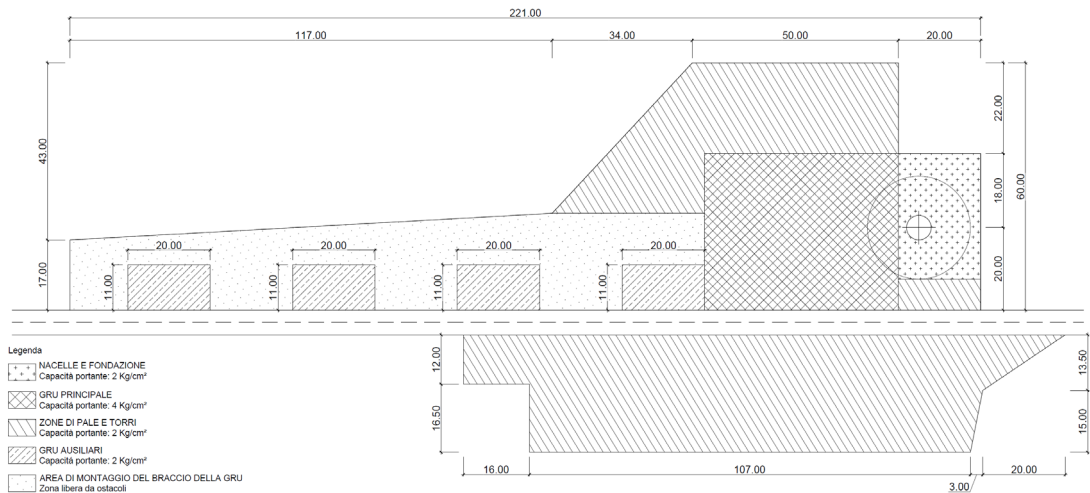 221.00
117.00
34.00
50.00
20.00
43.00
17.00
22.00
18.00
20.00
60.00
20.00
20.00
20.00
20.00
11.00
11.00
11.00
11.00
Legenda
NACELLE E FONDAZIONE
Capacità portante: 2 Kg/cm²
GRU PRINCIPALE
Capacità portante: 4 Kg/cm²
ZONE DI PALE E TORRI
Capacità portante: 2 Kg/cm²
GRU AUSILIARI
Capacità portante: 2 Kg/cm²
AREA DI MONTAGGIO DEL BRACCIO DELLA GRU
Zona libera da ostacoli
12.00
16.50
13.50
15.00
16.00
107.00
3.00
20.00